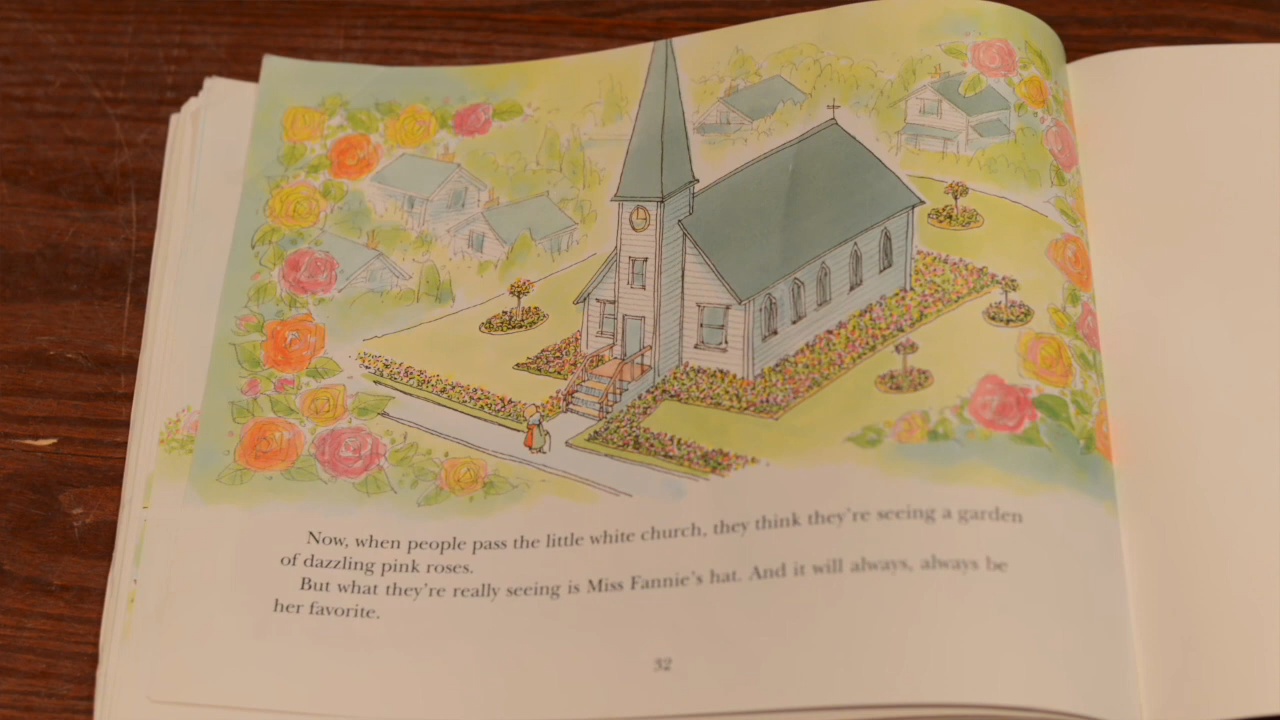 Now, when people pass the little white church, they think they're seeing a garden
of dazzling pink roses.
But what they're really seeing is Miss Fannie's hat. And it will always, always be
her favorite.
32